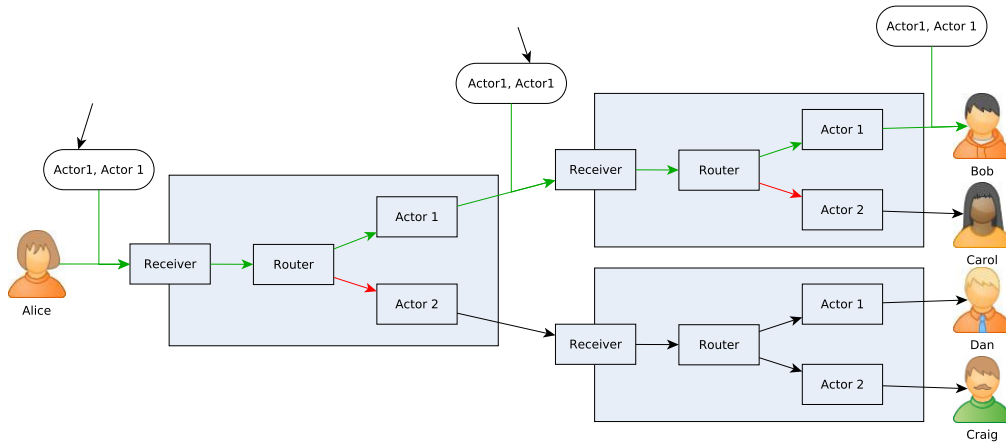 Actor1, Actor 1
Actor1, Actor1
Actor1, Actor 1
Alice
Receiver
Router
Actor 1
Actor 2
Receiver
Router
Actor 1
Actor 2
Bob
Carol
Receiver
Router
Actor 1
Actor 2
Dan
Craig